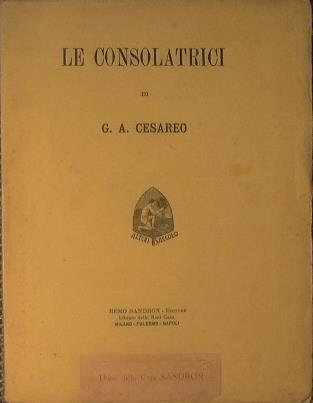 LE CONSOLATRICI
DI
G. A. CESAREO
REMO SANDRON - EDITORE
Libraio della Real Casa
MILANO - PALERMO - NAPOLI
Dono della Casa SANDRON